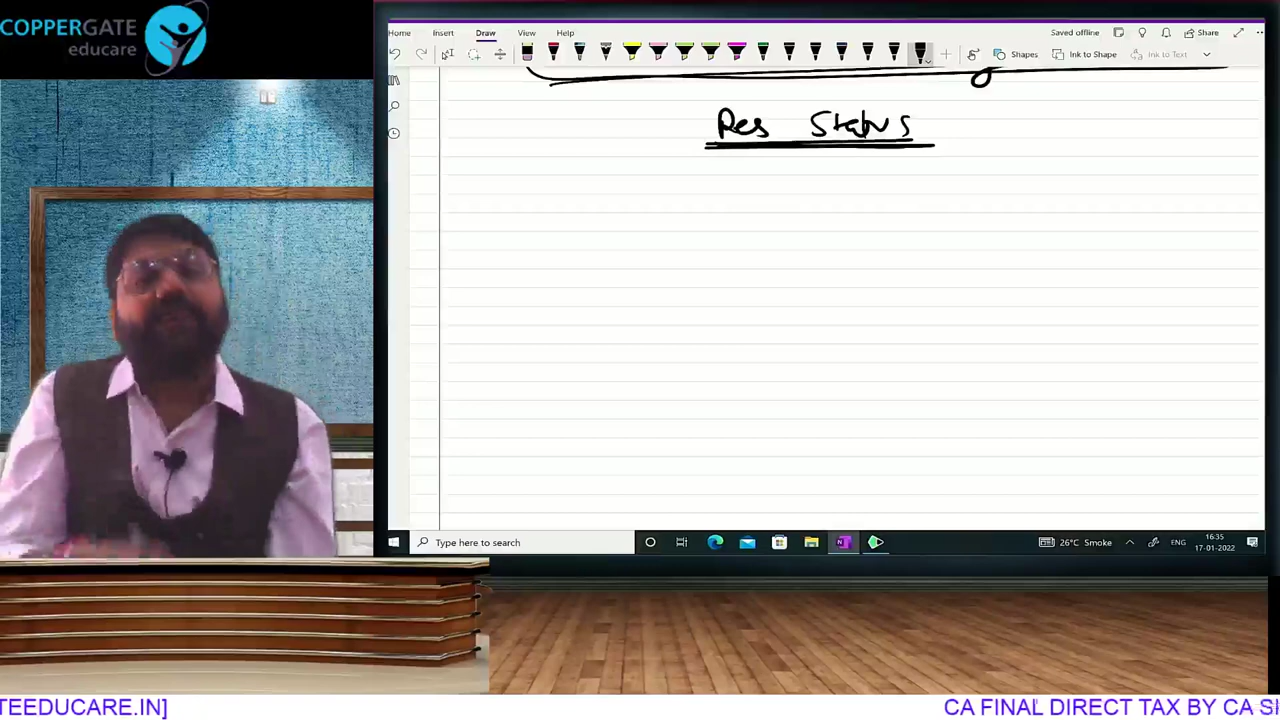 COPPERGATE
educare
Home Insert Draw View Help
Saved offline
Share
Shapes
Ink to Shape
Ink to Text
Res Status
Type here to search
26°C Smoke
ENG
16:35
17-01-2022
TEEDUCARE.IN]
CA FINAL DIRECT TAX BY CA SI